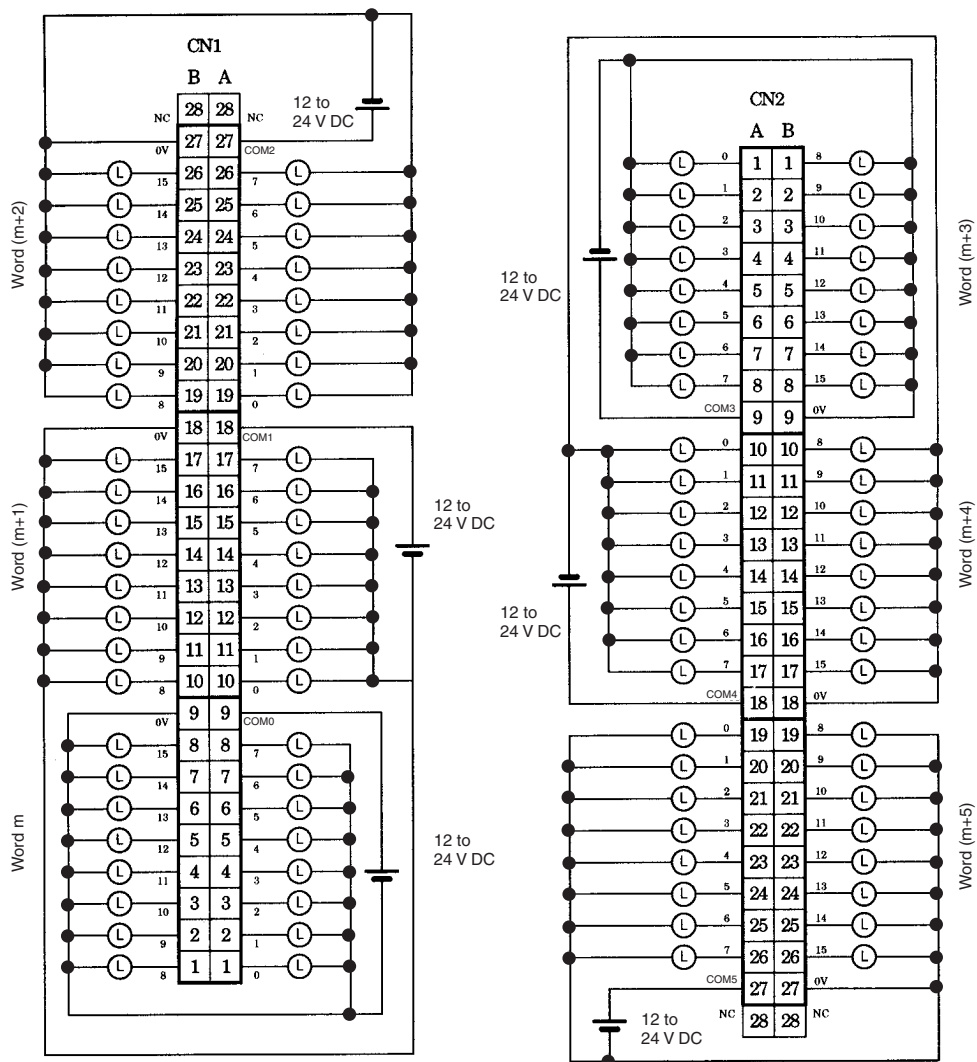 CN1
B A
NC 28 28 NC
12 to
24 V DC
0V 27 27 COM2
L 15 26 26 7 L
L 14 25 25 6 L
L 13 24 24 5 L
L 12 23 23 4 L
L 11 22 22 3 L
L 10 21 21 2 L
L 9 20 20 1 L
L 8 19 19 0 L
Word (m+2)
0V 18 18 COM1
L 15 17 17 7 L
L 14 16 16 6 L
L 13 15 15 5 L
L 12 14 14 4 L
L 11 13 13 3 L
L 10 12 12 2 L
L 9 11 11 1 L
L 8 10 10 0 L
Word (m+1)
12 to
24 V DC
0V 9 9 COM0
L 15 8 8 7 L
L 14 7 7 6 L
L 13 6 6 5 L
L 12 5 5 4 L
L 11 4 4 3 L
L 10 3 3 2 L
L 9 2 2 1 L
L 8 1 1 0 L
Word m
12 to
24 V DC
CN2
A B
L 0 1 1 8 L
L 1 2 2 9 L
L 2 3 3 10 L
L 3 4 4 11 L
L 4 5 5 12 L
L 5 6 6 13 L
L 6 7 7 14 L
L 7 8 8 15 L
COM3 9 9 0V
12 to
24 V DC
Word (m+3)
L 0 10 10 8 L
L 1 11 11 9 L
L 2 12 12 10 L
L 3 13 13 11 L
L 4 14 14 12 L
L 5 15 15 13 L
L 6 16 16 14 L
L 7 17 17 15 L
COM4 18 18 0V
12 to
24 V DC
Word (m+4)
L 0 19 19 8 L
L 1 20 20 9 L
L 2 21 21 10 L
L 3 22 22 11 L
L 4 23 23 12 L
L 5 24 24 13 L
L 6 25 25 14 L
L 7 26 26 15 L
COM5 27 27 0V
NC 28 28 NC
12 to
24 V DC
Word (m+5)